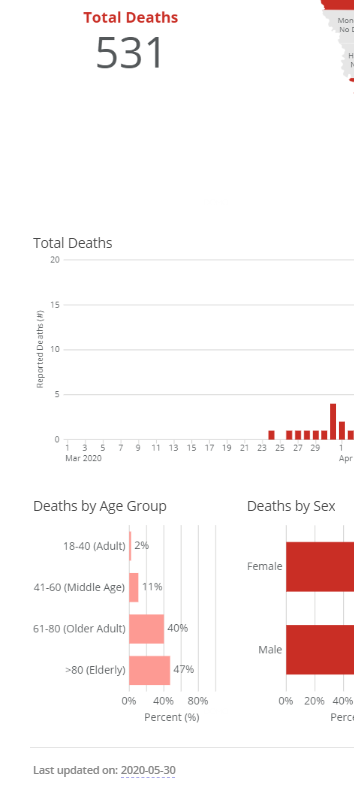 Total Deaths
531
Mon
No D
H
N
Total Deaths
20
15
10
5
0
Reported Deaths (#)
1 3 5 7 9 11 13 15 17 19 21 23 25 27 29 1
Mar 2020 Apr
Deaths by Age Group
18-40 (Adult) 2%
41-60 (Middle Age) 11%
61-80 (Older Adult) 40%
>80 (Elderly) 47%
0% 40% 80%
Percent (%)
Deaths by Sex
Female
Male
0% 20% 40%
Perce
Last updated on: 2020-05-30